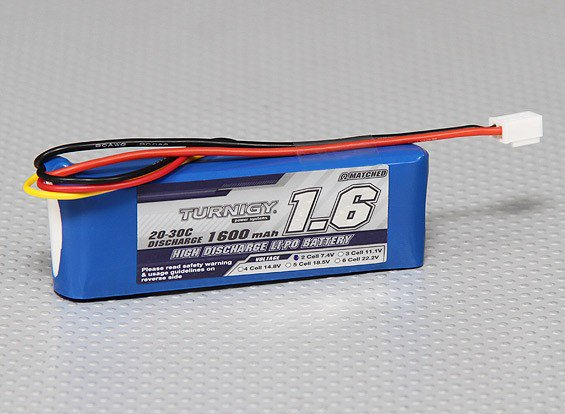 Ω MATCHED
TURNIGY
power systems
1.6
20-30C
DISCHARGE 1600 mAh
HIGH DISCHARGE LI-PO BATTERY
Please read safety warning
& usage guidelines on
reverse side
VOLTAGE 2 Cell 7.4V 3 Cell 11.1V
4 Cell 14.8V 5 Cell 18.5V 6 Cell 22.2V